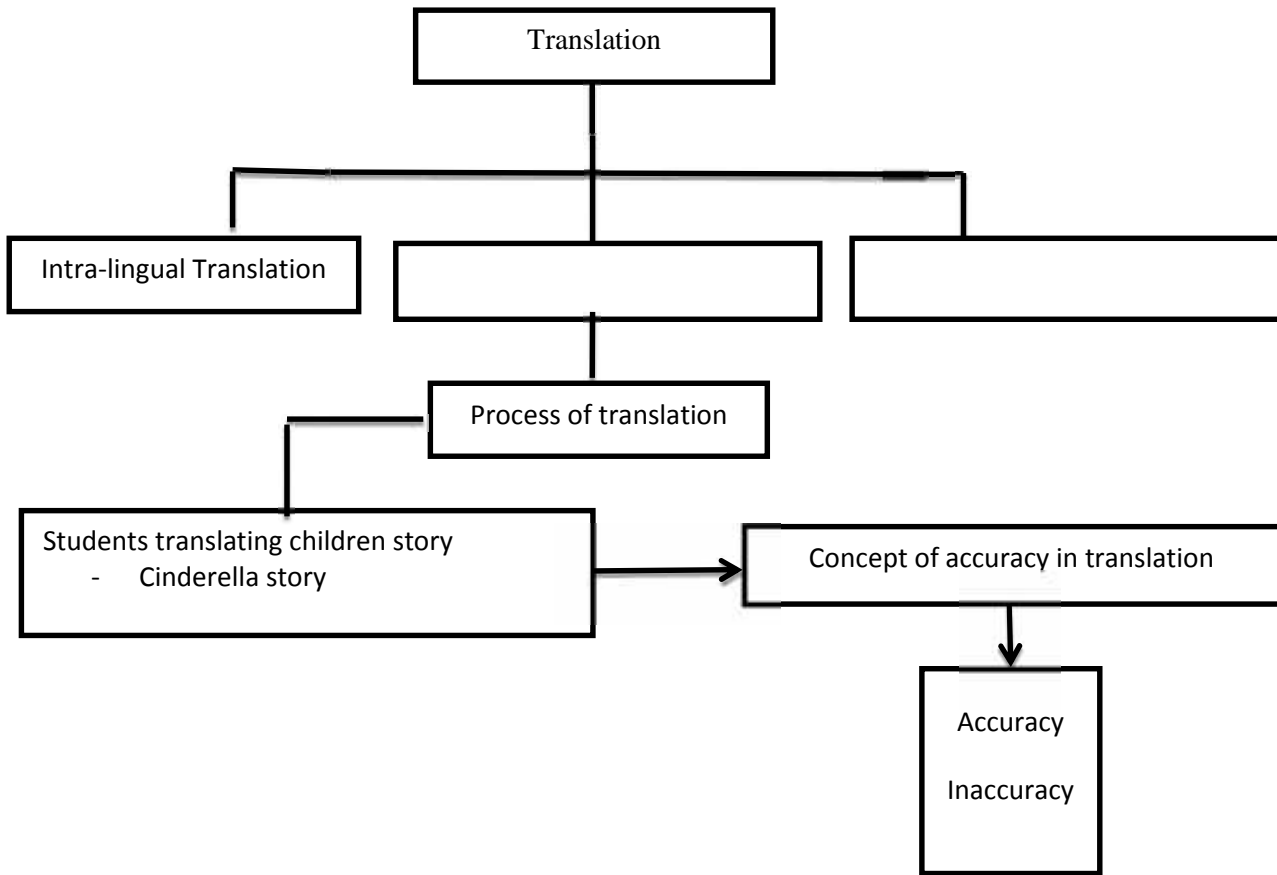 Translation
Intra-lingual Translation
Process of translation
Students translating children story
- Cinderella story
Concept of accuracy in translation
Accuracy
Inaccuracy